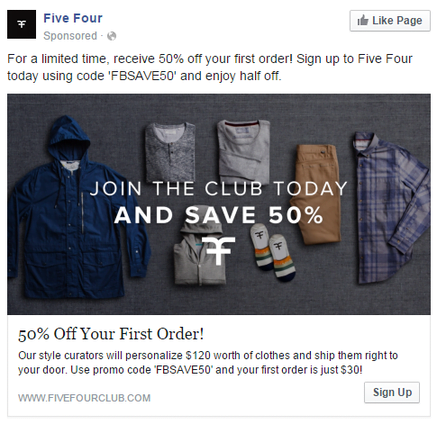 Five Four
Sponsored ·
Like Page
For a limited time, receive 50% off your first order! Sign up to Five Four
today using code 'FBSAVE50' and enjoy half off.
JOIN THE CLUB TODAY
AND SAVE 50%
50% Off Your First Order!
Our style curators will personalize $120 worth of clothes and ship them right to
your door. Use promo code 'FBSAVE50' and your first order is just $30!
WWW.FIVEFOURCLUB.COM
Sign Up